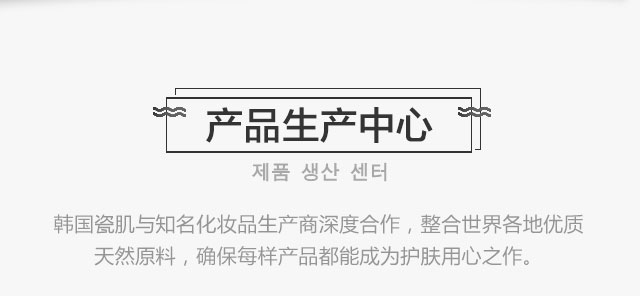 产品生产中心
제품 생산 센터
韩国瓷肌与知名化妆品生产商深度合作，整合世界各地优质
天然原料，确保每样产品都能成为护肤用心之作。